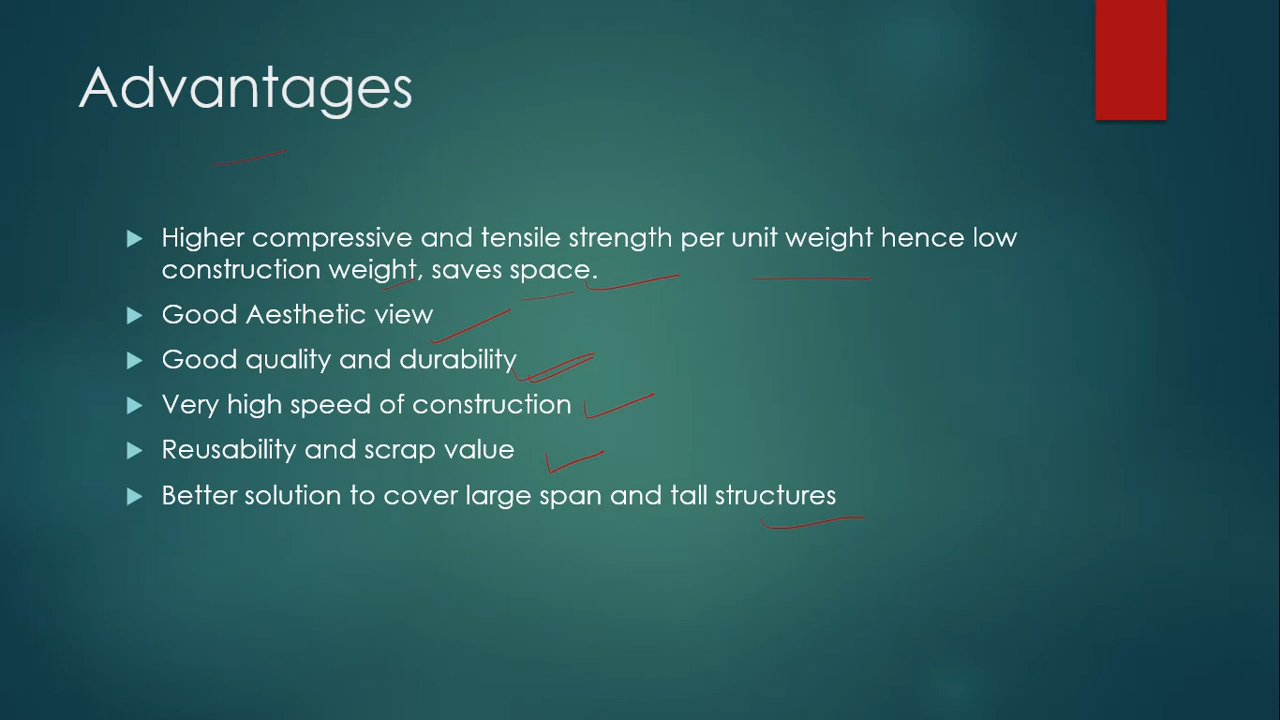 Advantages
Higher compressive and tensile strength per unit weight hence low
construction weight, saves space.
Good Aesthetic view
Good quality and durability
Very high speed of construction
Reusability and scrap value
Better solution to cover large span and tall structures